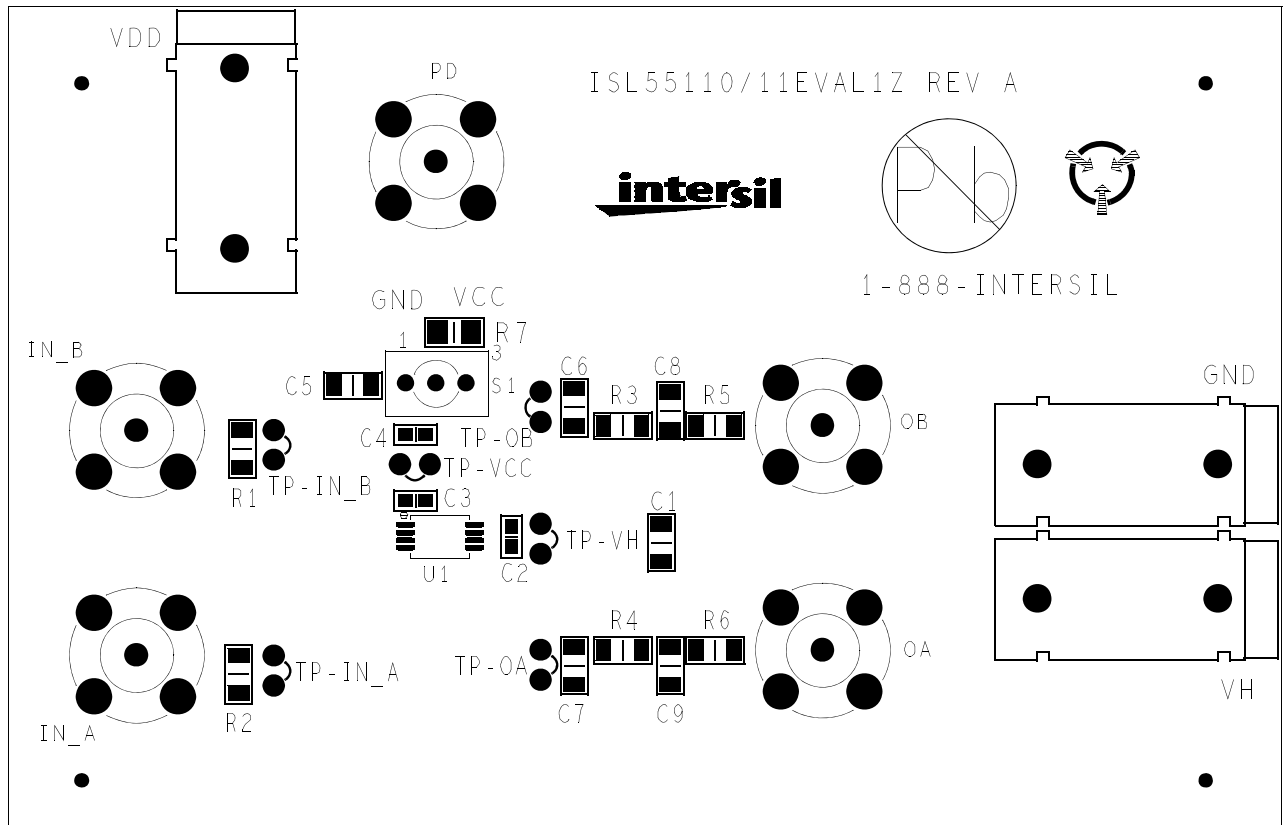 VDD
PD
ISL55110/11EVAL1Z REV A
Pb
intersil
1-888-INTERSIL
GND
VCC
1
R7
3
S1
IN_B
C5
C6
C8
R3
R5
GND
OB
C4
TP-OB
TP-VCC
R1
TP-IN_B
C3
C1
TP-VH
U1
C2
R4
R6
OA
TP-OA
TP-IN_A
VH
R2
C7
C9
IN_A